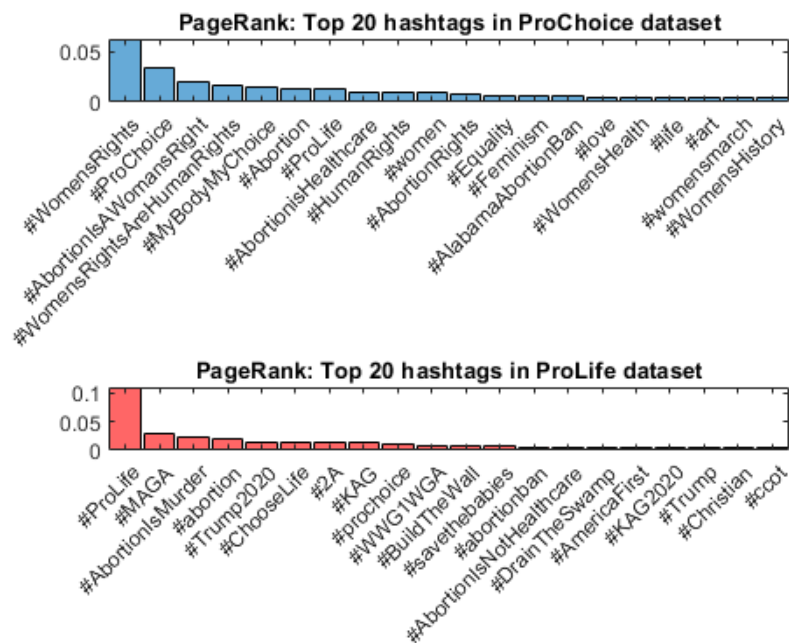 PageRank: Top 20 hashtags in ProChoice dataset
0.05
0
#WomensRights
#ProChoice
#AbortionIsAWomansRight
#WomensRightsAreHumanRights
#MyBodyMyChoice
#Abortion
#ProLife
#AbortionisHealthcare
#HumanRights
#women
#AbortionRights
#Equality
#Feminism
#AlabamaAbortionBan
#love
#WomensHealth
#life
#art
#womensmarch
#WomensHistory
PageRank: Top 20 hashtags in ProLife dataset
0.1
0.05
0
#ProLife
#MAGA
#AbortionIsMurder
#abortion
#Trump2020
#ChooseLife
#2A
#KAG
#prochoice
#WWG1WGA
#BuildTheWall
#savethebabies
#abortionban
#AbortionIsNotHealthcare
#DrainTheSwamp
#AmericaFirst
#KAG2020
#Trump
#Christian
#ccot